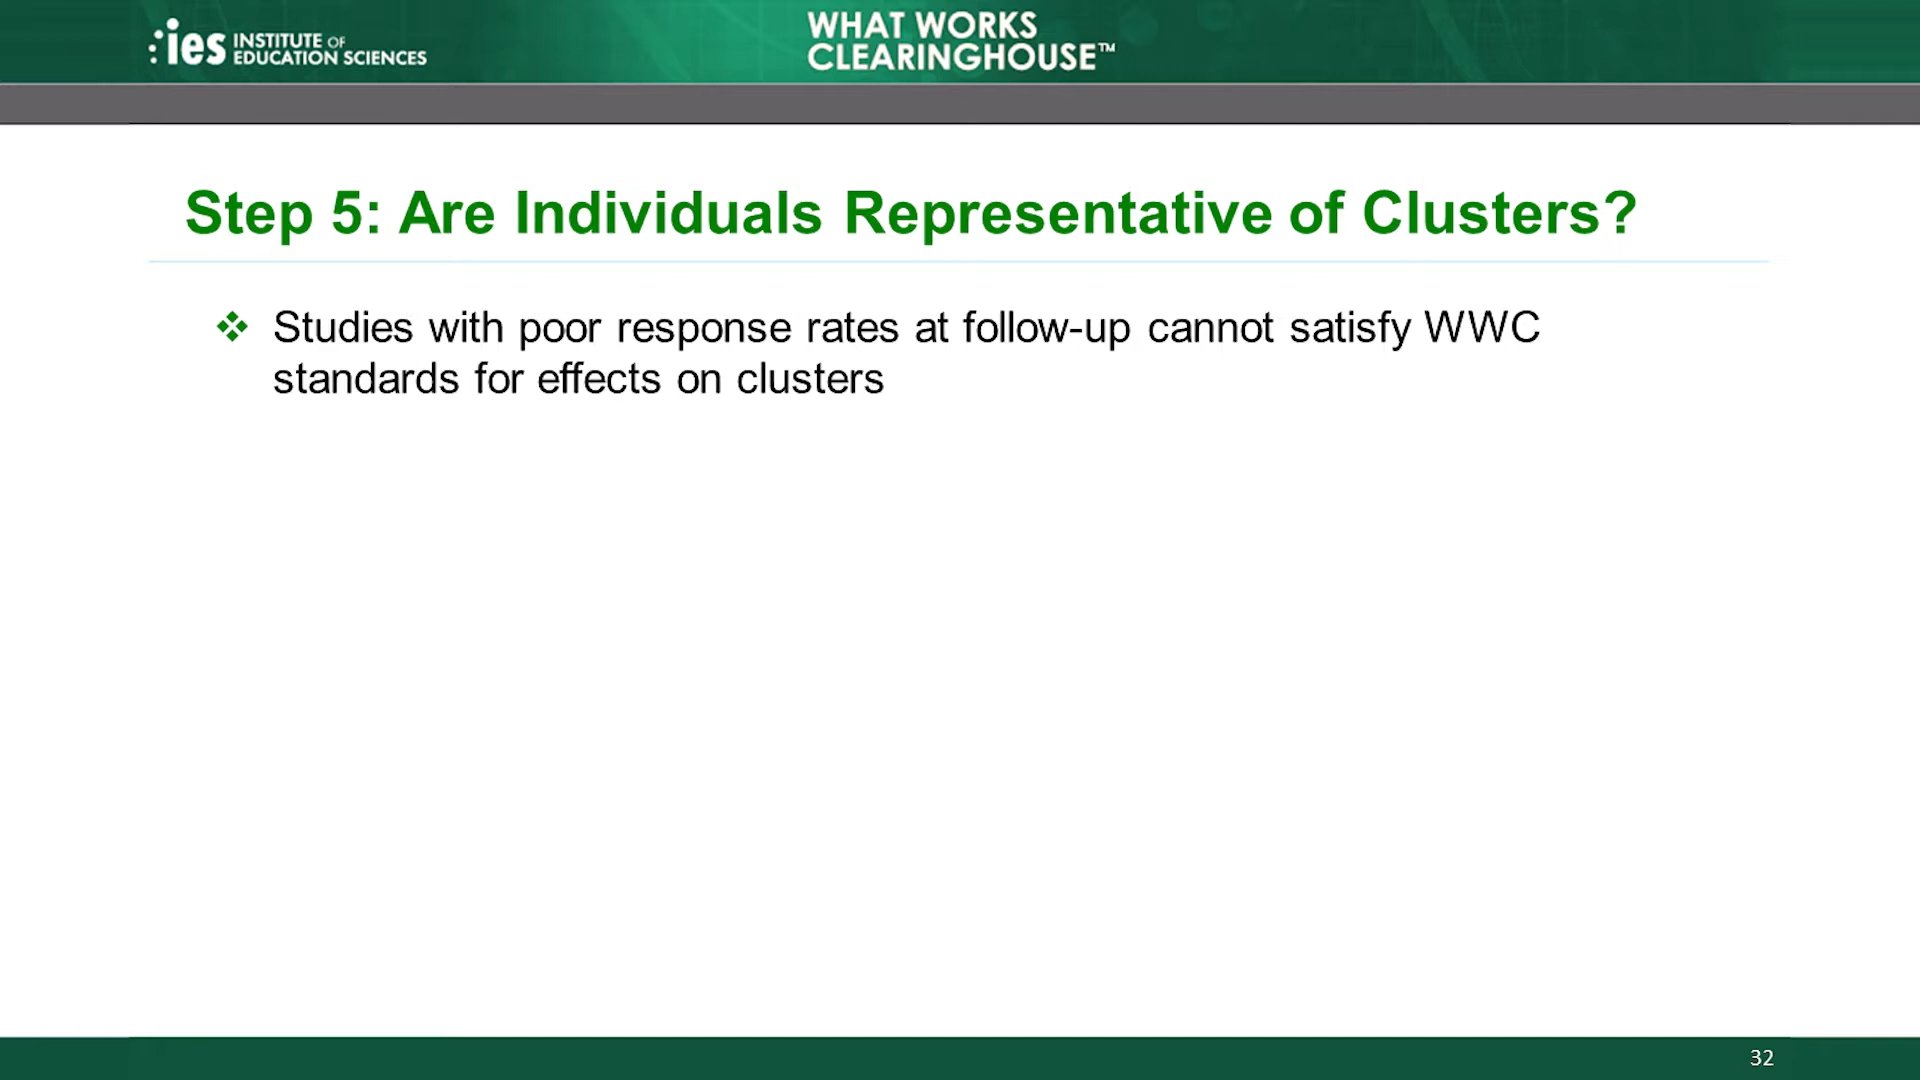 ies INSTITUTE OF
EDUCATION SCIENCES
WHAT WORKS
CLEARINGHOUSE™
Step 5: Are Individuals Representative of Clusters?
Studies with poor response rates at follow-up cannot satisfy WWC
standards for effects on clusters
32